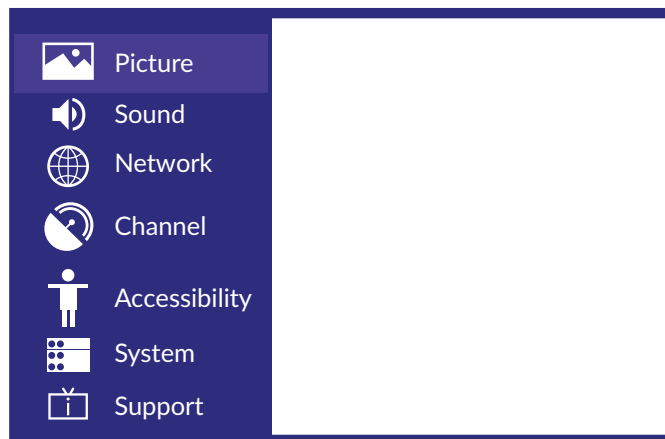 Picture
Sound
Network
Channel
Accessibility
System
Support